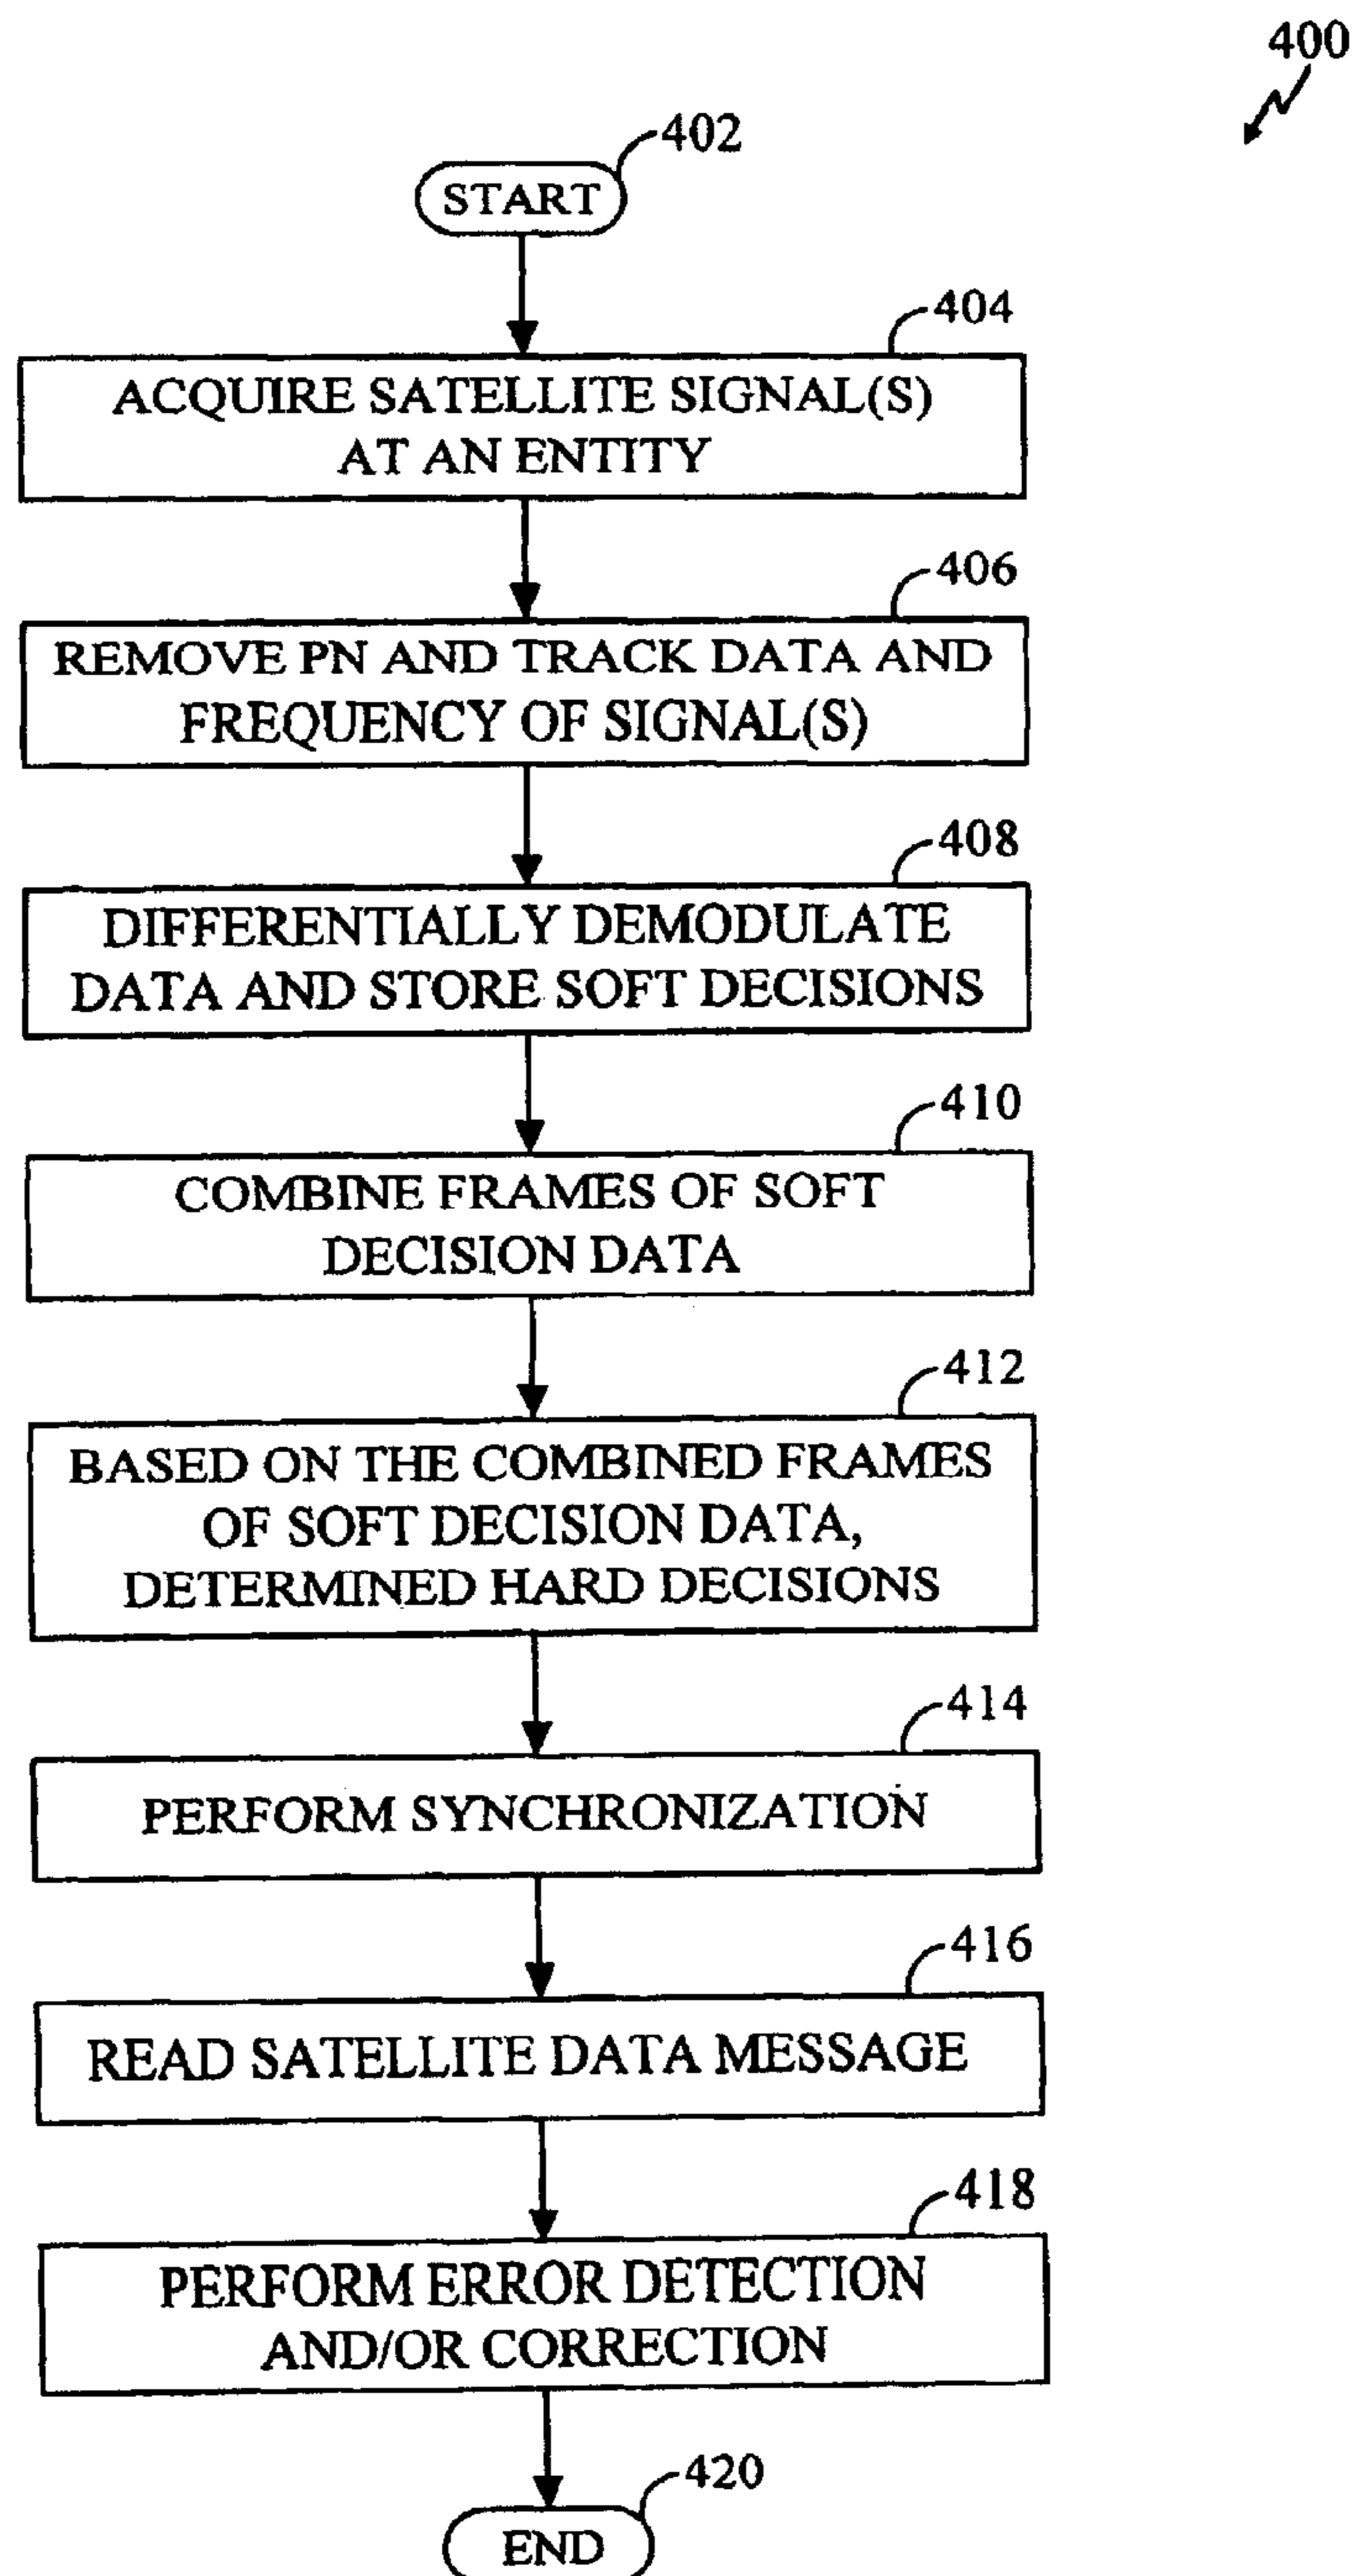 400
402
START
404
ACQUIRE SATELLITE SIGNAL(S)
AT AN ENTITY
406
REMOVE PN AND TRACK DATA AND
FREQUENCY OF SIGNAL(S)
408
DIFFERENTIALLY DEMODULATE
DATA AND STORE SOFT DECISIONS
410
COMBINE FRAMES OF SOFT
DECISION DATA
412
BASED ON THE COMBINED FRAMES
OF SOFT DECISION DATA,
DETERMINED HARD DECISIONS
414
PERFORM SYNCHRONIZATION
416
READ SATELLITE DATA MESSAGE
418
PERFORM ERROR DETECTION
AND/OR CORRECTION
420
END